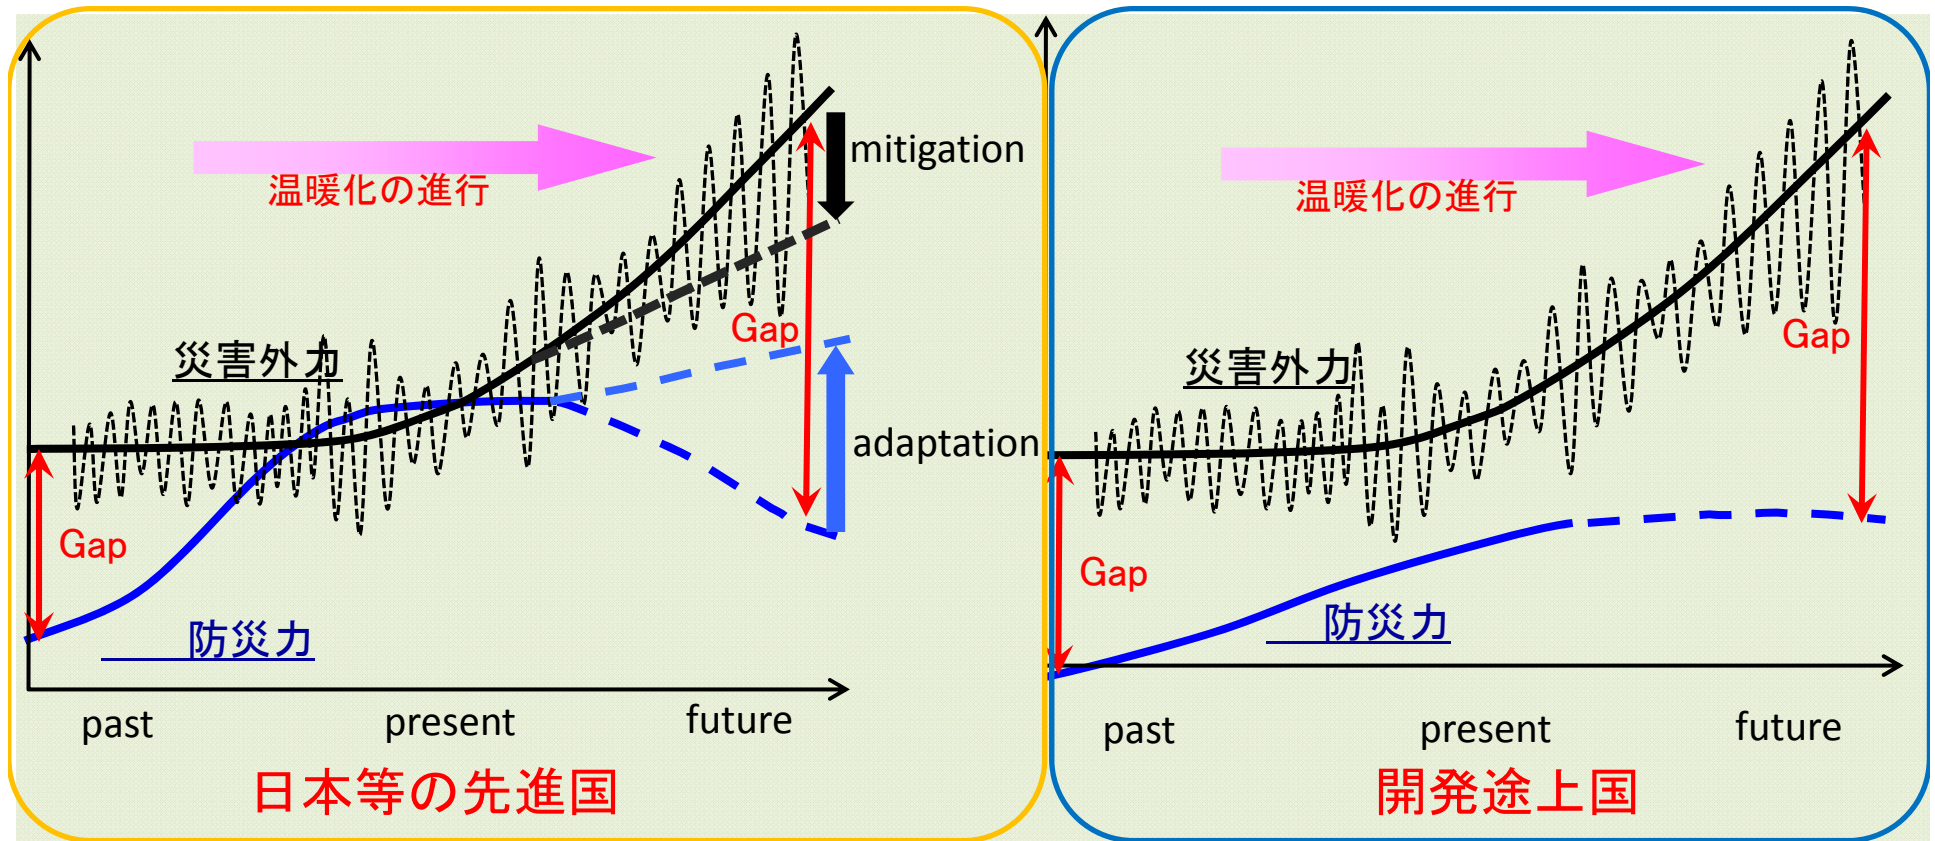 mitigation
温暖化の進行
Gap
災害外力
adaptation
Gap
防災力
past
present
future
日本等の先進国
温暖化の進行
Gap
災害外力
Gap
防災力
past
present
future
開発途上国